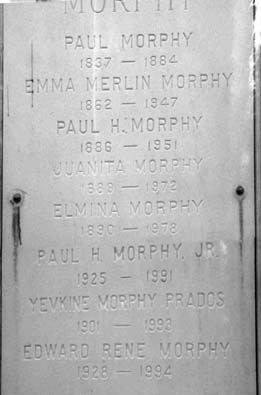 MORPHY
PAUL MORPHY
1837 — 1884
EMMA MERLIN MORPHY
1862 — 1947
PAUL H. MORPHY
1886 — 1951
JUANITA MORPHY
1889 — 1972
ELMINA MORPHY
1890 — 1978
PAUL H. MORPHY, JR.
1925 — 1991
YEVKINE MORPHY PRADOS
1901 — 1993
EDWARD RENE MORPHY
1928 — 1994